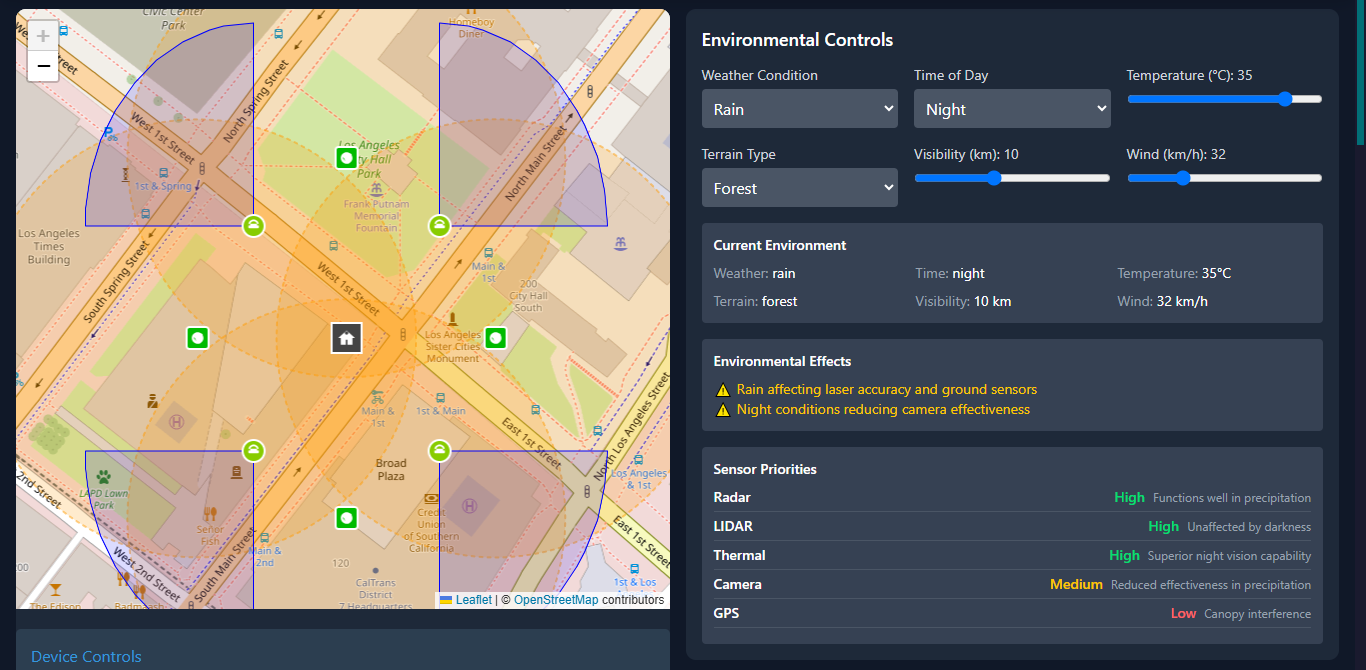 Civic Center
Park
+
−
Street
West 1st Street
North Spring Street
Homeboy
Diner
Los Angeles
City Hall
Park
Frank Putnam
Memorial
Fountain
North Main Street
1st & Spring
Los Angeles
Times
Building
South Spring Street
West 1st Street
Main &
1st
200
City Hall
South
Los Angeles
Sister Cities
Monument
Main &
1st
1st & Main
East 1st Street
North Los Angeles Street
Los Angeles
& 1st
Broad
Plaza
LAPD Lawn
Park
2nd Street
Señor
Fish
Credit
Union
of Southern
California
Main &
2nd
West 2nd Street
South Main Street
East 1st Street
120
CalTrans
District
7 Headquarters
200
The Edison
Badmaash
1st & Los
Leaflet | © OpenStreetMap contributors
Device Controls
Environmental Controls
Weather Condition
Time of Day
Temperature (°C): 35
Rain
Night
Terrain Type
Visibility (km): 10
Wind (km/h): 32
Forest
Current Environment
Weather: rain
Time: night
Temperature: 35°C
Terrain: forest
Visibility: 10 km
Wind: 32 km/h
Environmental Effects
Rain affecting laser accuracy and ground sensors
Night conditions reducing camera effectiveness
Sensor Priorities
Radar High Functions well in precipitation
LIDAR High Unaffected by darkness
Thermal High Superior night vision capability
Camera Medium Reduced effectiveness in precipitation
GPS Low Canopy interference